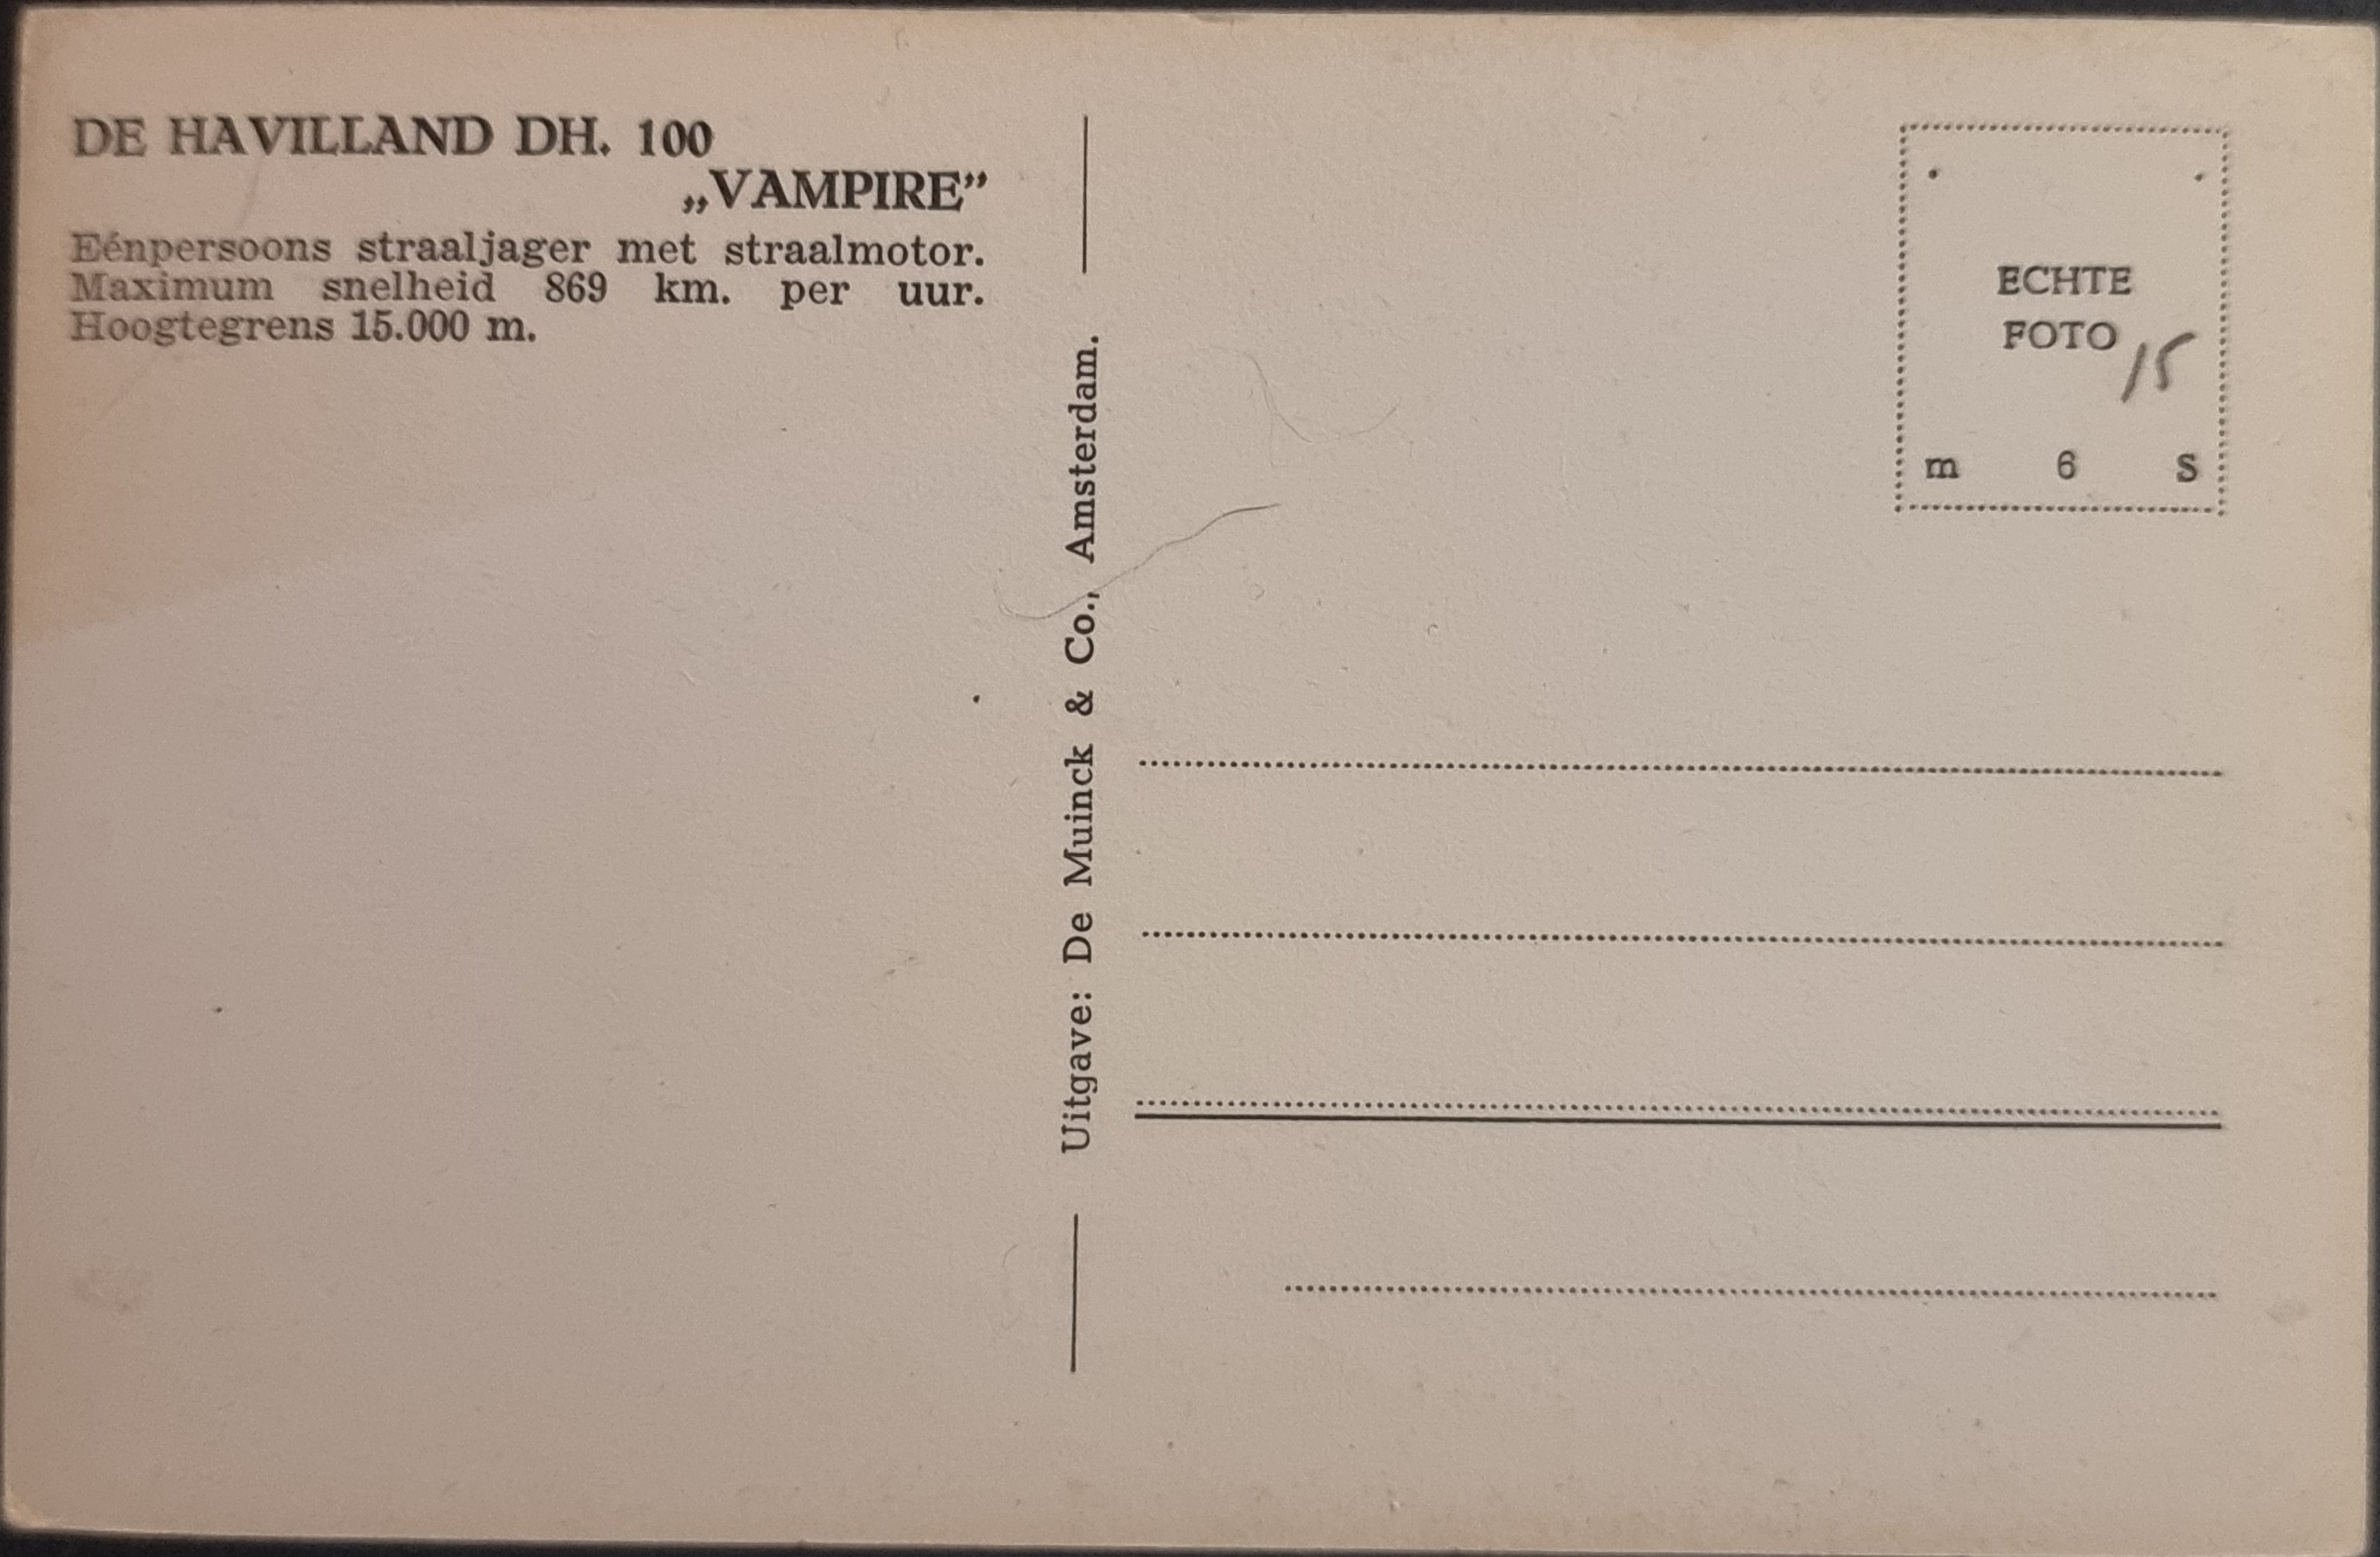 DE HAVILLAND DH. 100
„VAMPIRE”
Eénpersoons straaljager met straalmotor.
Maximum snelheid 869 km. per uur.
Hoogtegrens 15.000 m.
Uitgave: De Muinck & Co., Amsterdam.
ECHTE
FOTO
15
m 6 S